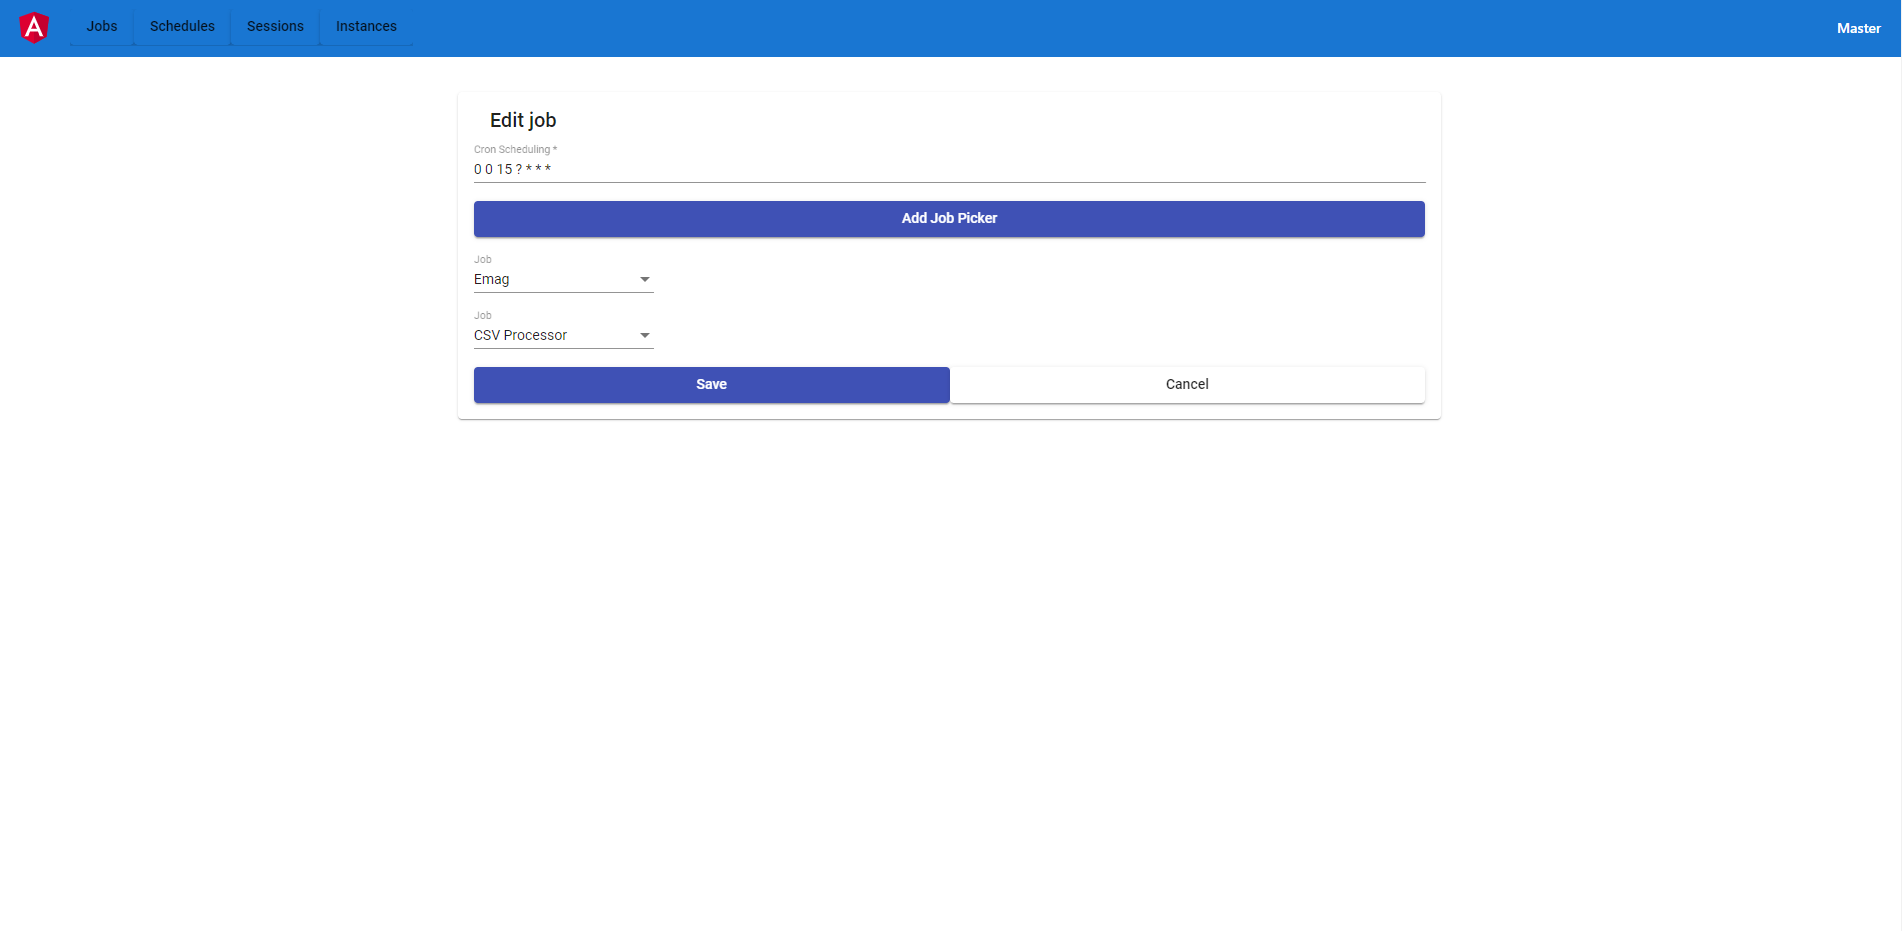 Jobs Schedules Sessions Instances Master
Edit job
Cron Scheduling *
0 0 15 ? * * *
Add Job Picker
Job
Emag
Job
CSV Processor
Save Cancel